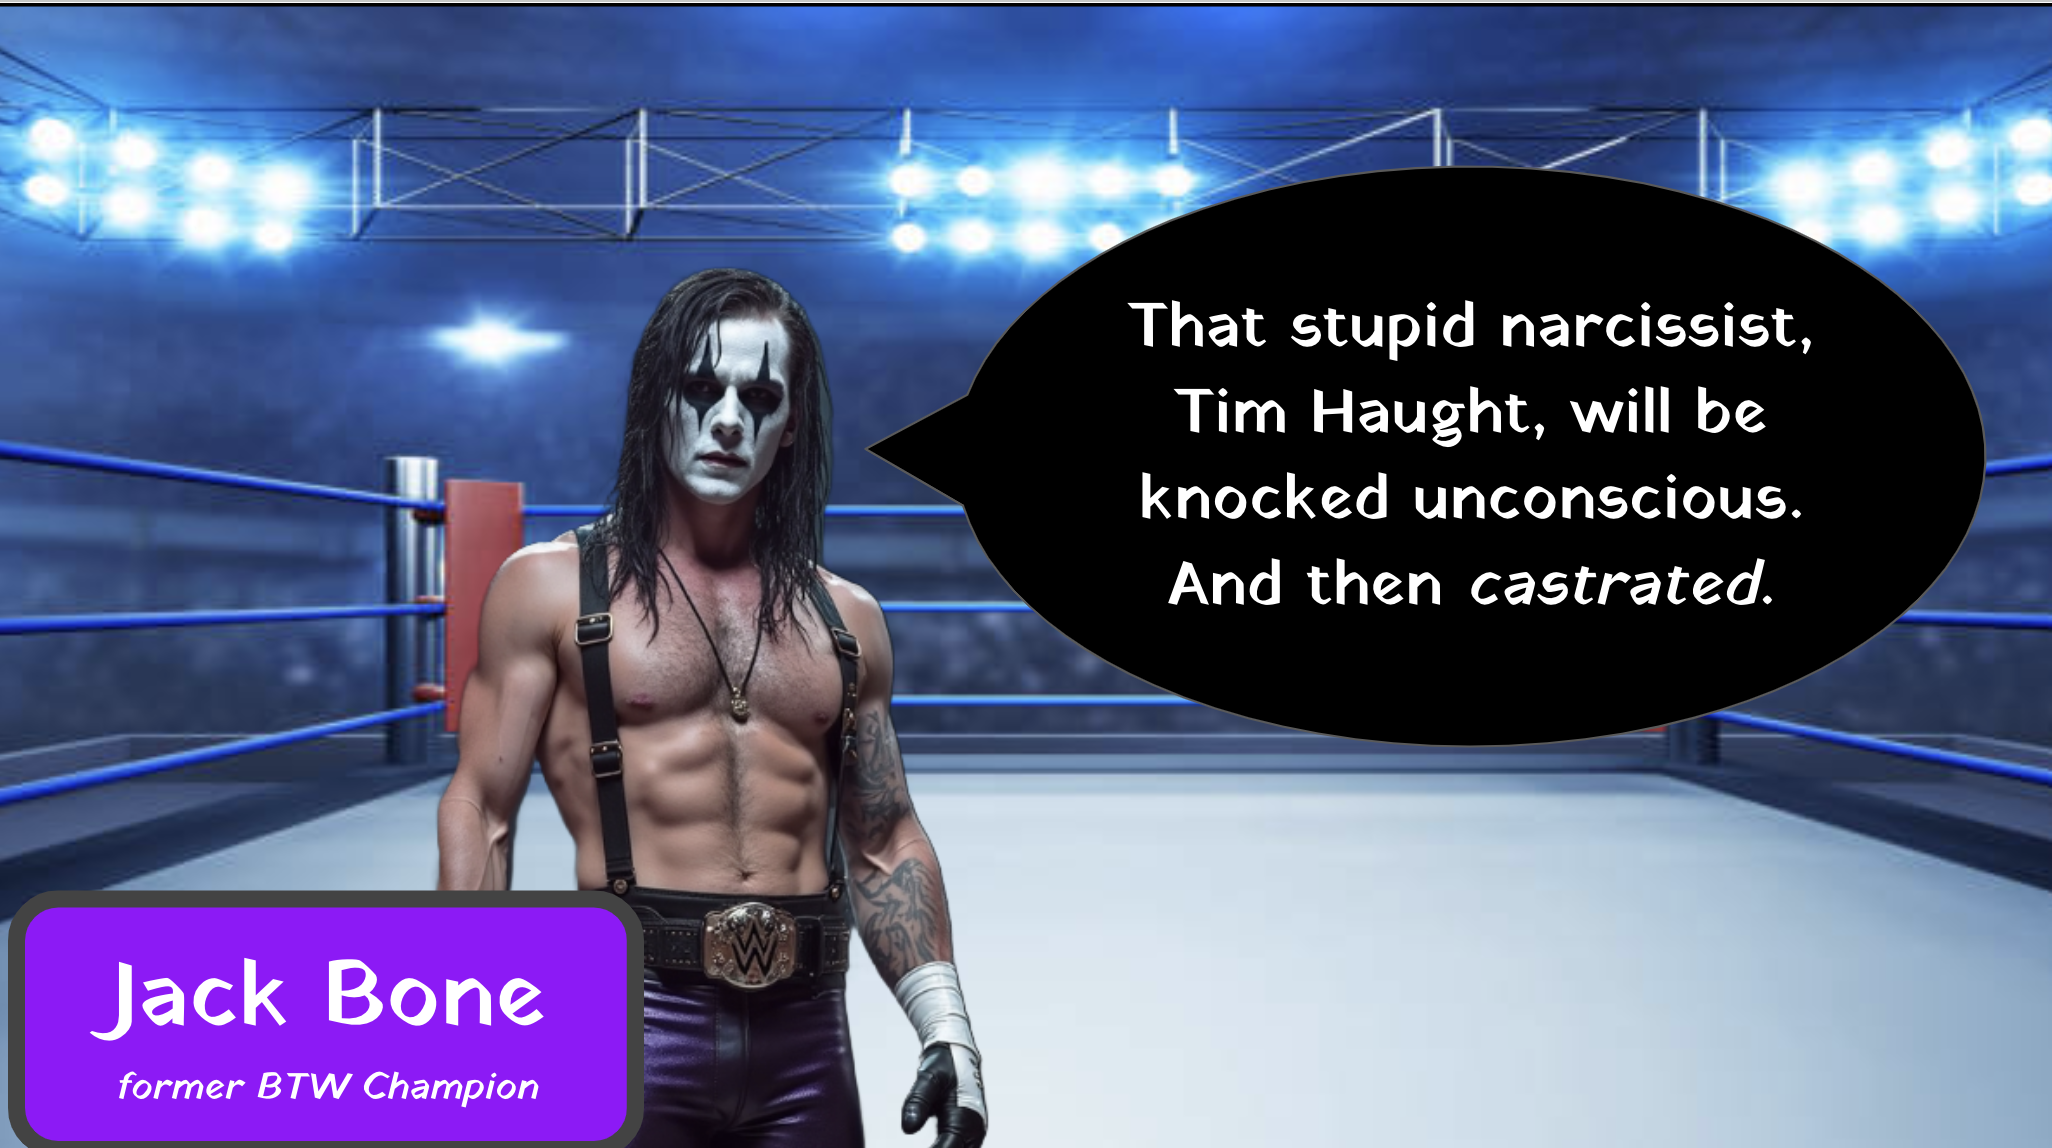 That stupid narcissist,
Tim Haught, will be
knocked unconscious.
And then castrated.
W
Jack Bone
former BTW Champion